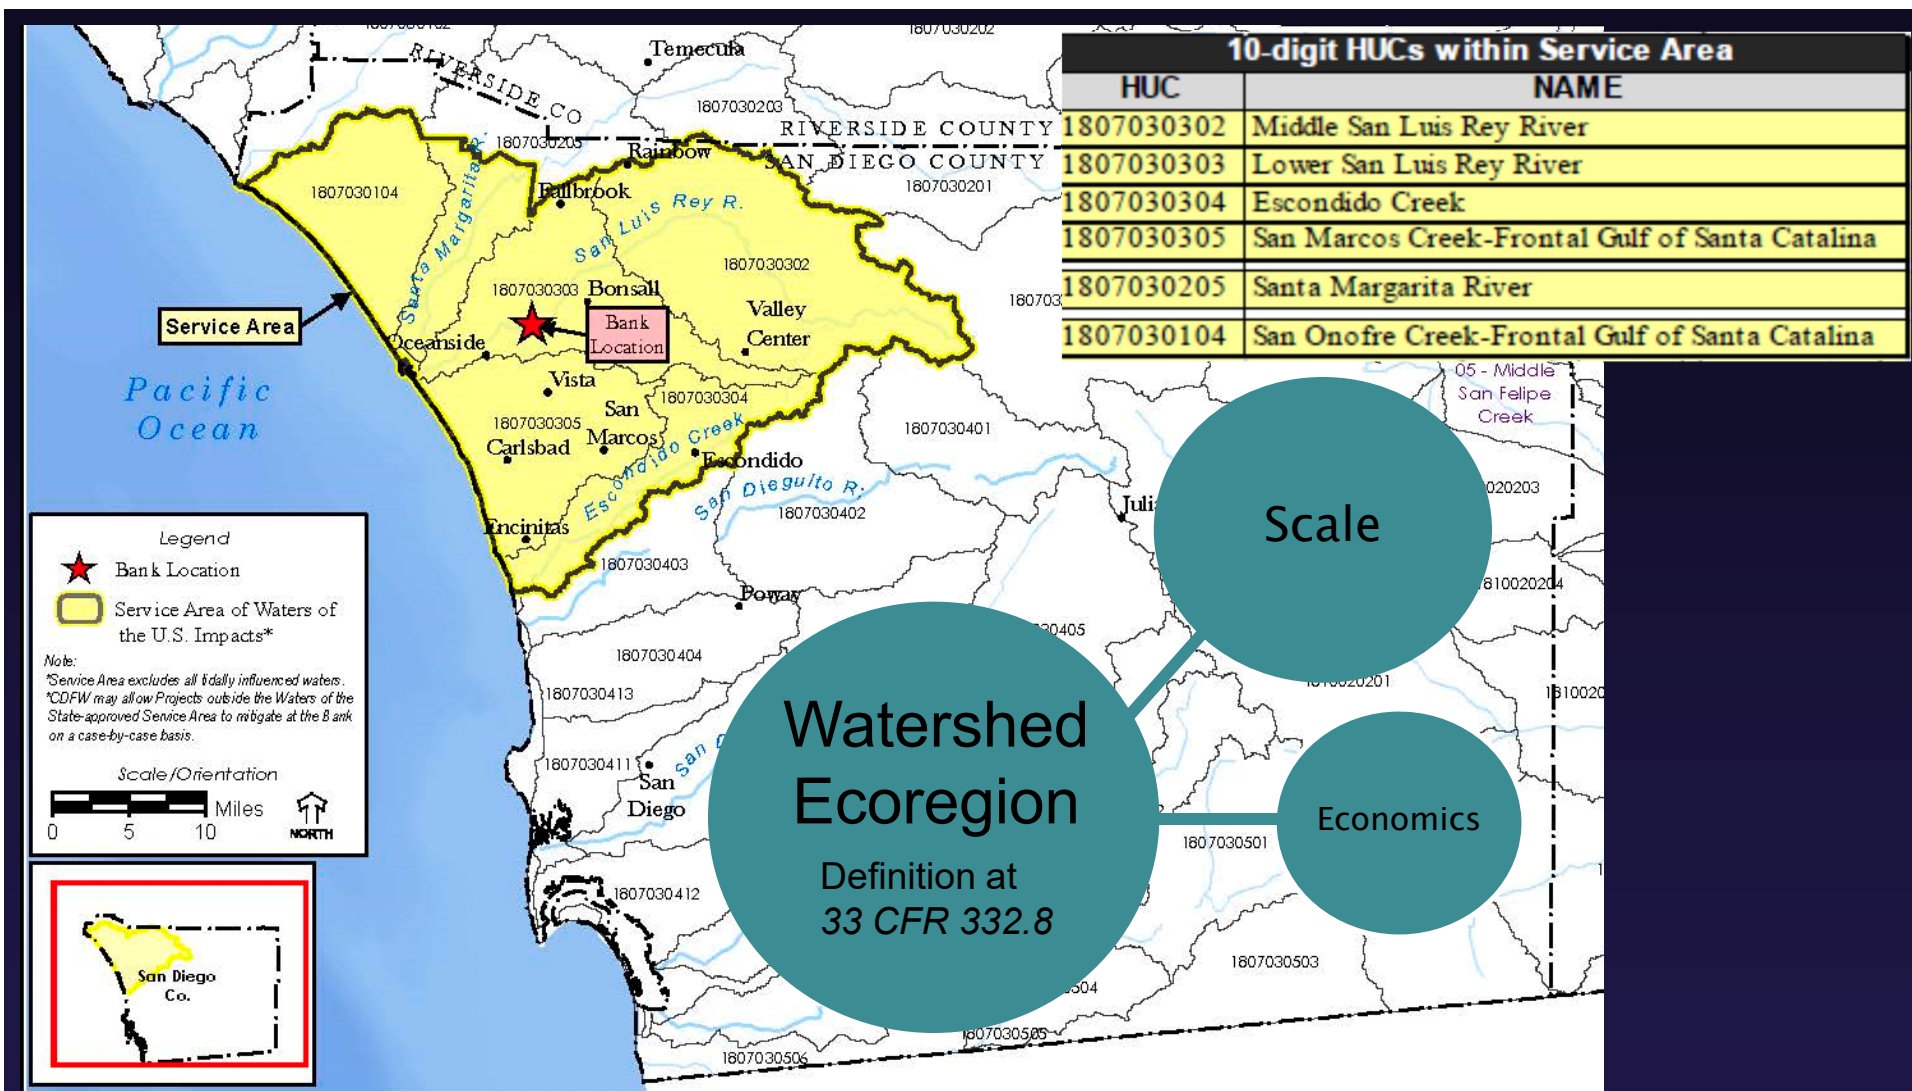 1807030202
Temecula
RIVERSIDE CO
1807030203
RIVERSIDE COUNTY
SAN DIEGO COUNTY
1807030205
Rainbow
1807030201
1807030104
Fallbrook
Santa Margarita R.
San Luis Rey R.
1807030302
1807030303
Bonsall
Valley
Center
Bank
Location
Service Area
Oceanside
Pacific
Ocean
Vista
1807030304
San
Marcos
1807030305
Carlsbad
Escondido Creek
Escondido
1807030401
San Dieguito R.
1807030402
Encinitas
1807030403
Poway
1807030404
1807030413
1807030411
San
Diego
1807030412
1807030501
1807030503
1807030505
1807030506
10-digit HUCs within Service Area
HUC NAME
1807030302 Middle San Luis Rey River
1807030303 Lower San Luis Rey River
1807030304 Escondido Creek
1807030305 San Marcos Creek-Frontal Gulf of Santa Catalina
1807030205 Santa Margarita River
1807030104 San Onofre Creek-Frontal Gulf of Santa Catalina
05 - Middle
San Felipe
Creek
020203
1810020204
30405
1810020201
Scale
Watershed
Ecoregion
Definition at
33 CFR 332.8
Economics
Legend
Bank Location
Service Area of Waters of
the U.S. Impacts*
Note:
*Service Area excludes all tidally influenced waters.
*CDFW may allow Projects outside the Waters of the
State-approved Service Area to mitigate at the Bank
on a case-by-case basis.
Scale/Orientation
Miles
0 5 10
NORTH
San Diego
Co.